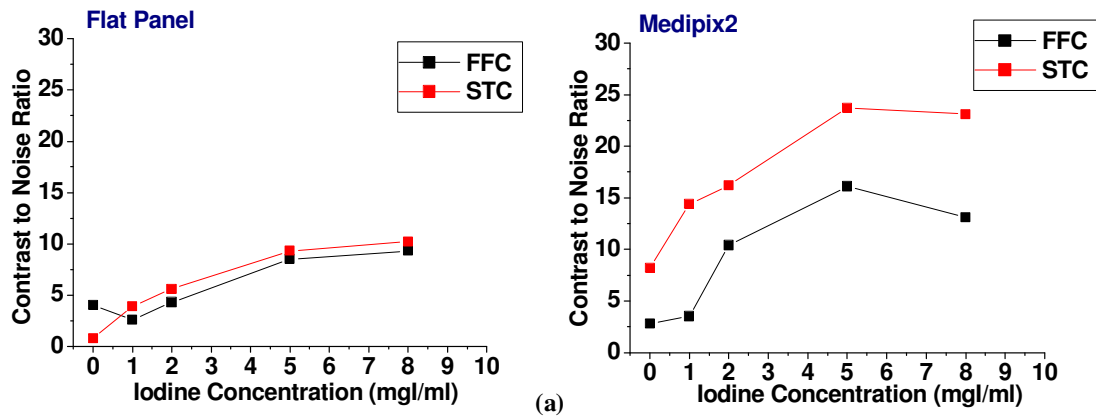 Flat Panel
30
25
20
15
10
5
0
Contrast to Noise Ratio
FFC
STC
0 1 2 3 4 5 6 7 8 9 10
Iodine Concentration (mgl/ml)
Medipix2
30
25
20
15
10
5
0
Contrast to Noise Ratio
FFC
STC
0 1 2 3 4 5 6 7 8 9 10
Iodine Concentration (mgl/ml)
(a)